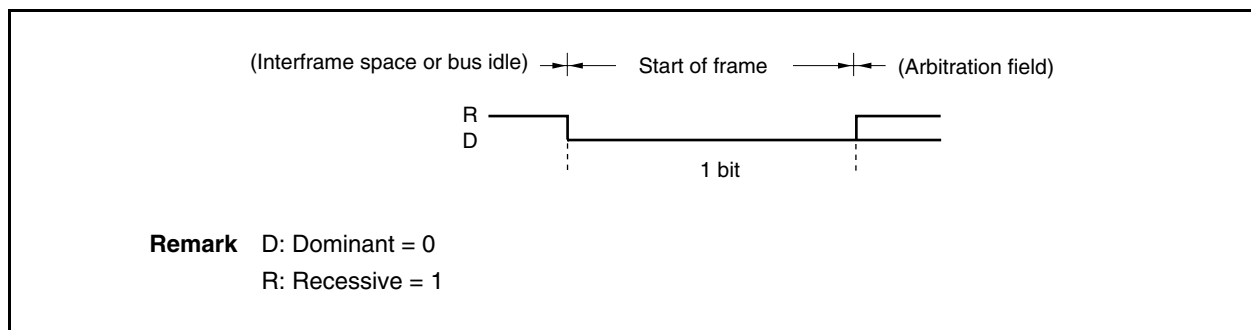 (Interframe space or bus idle) Start of frame (Arbitration field)
R
D
1 bit
Remark D: Dominant = 0
R: Recessive = 1